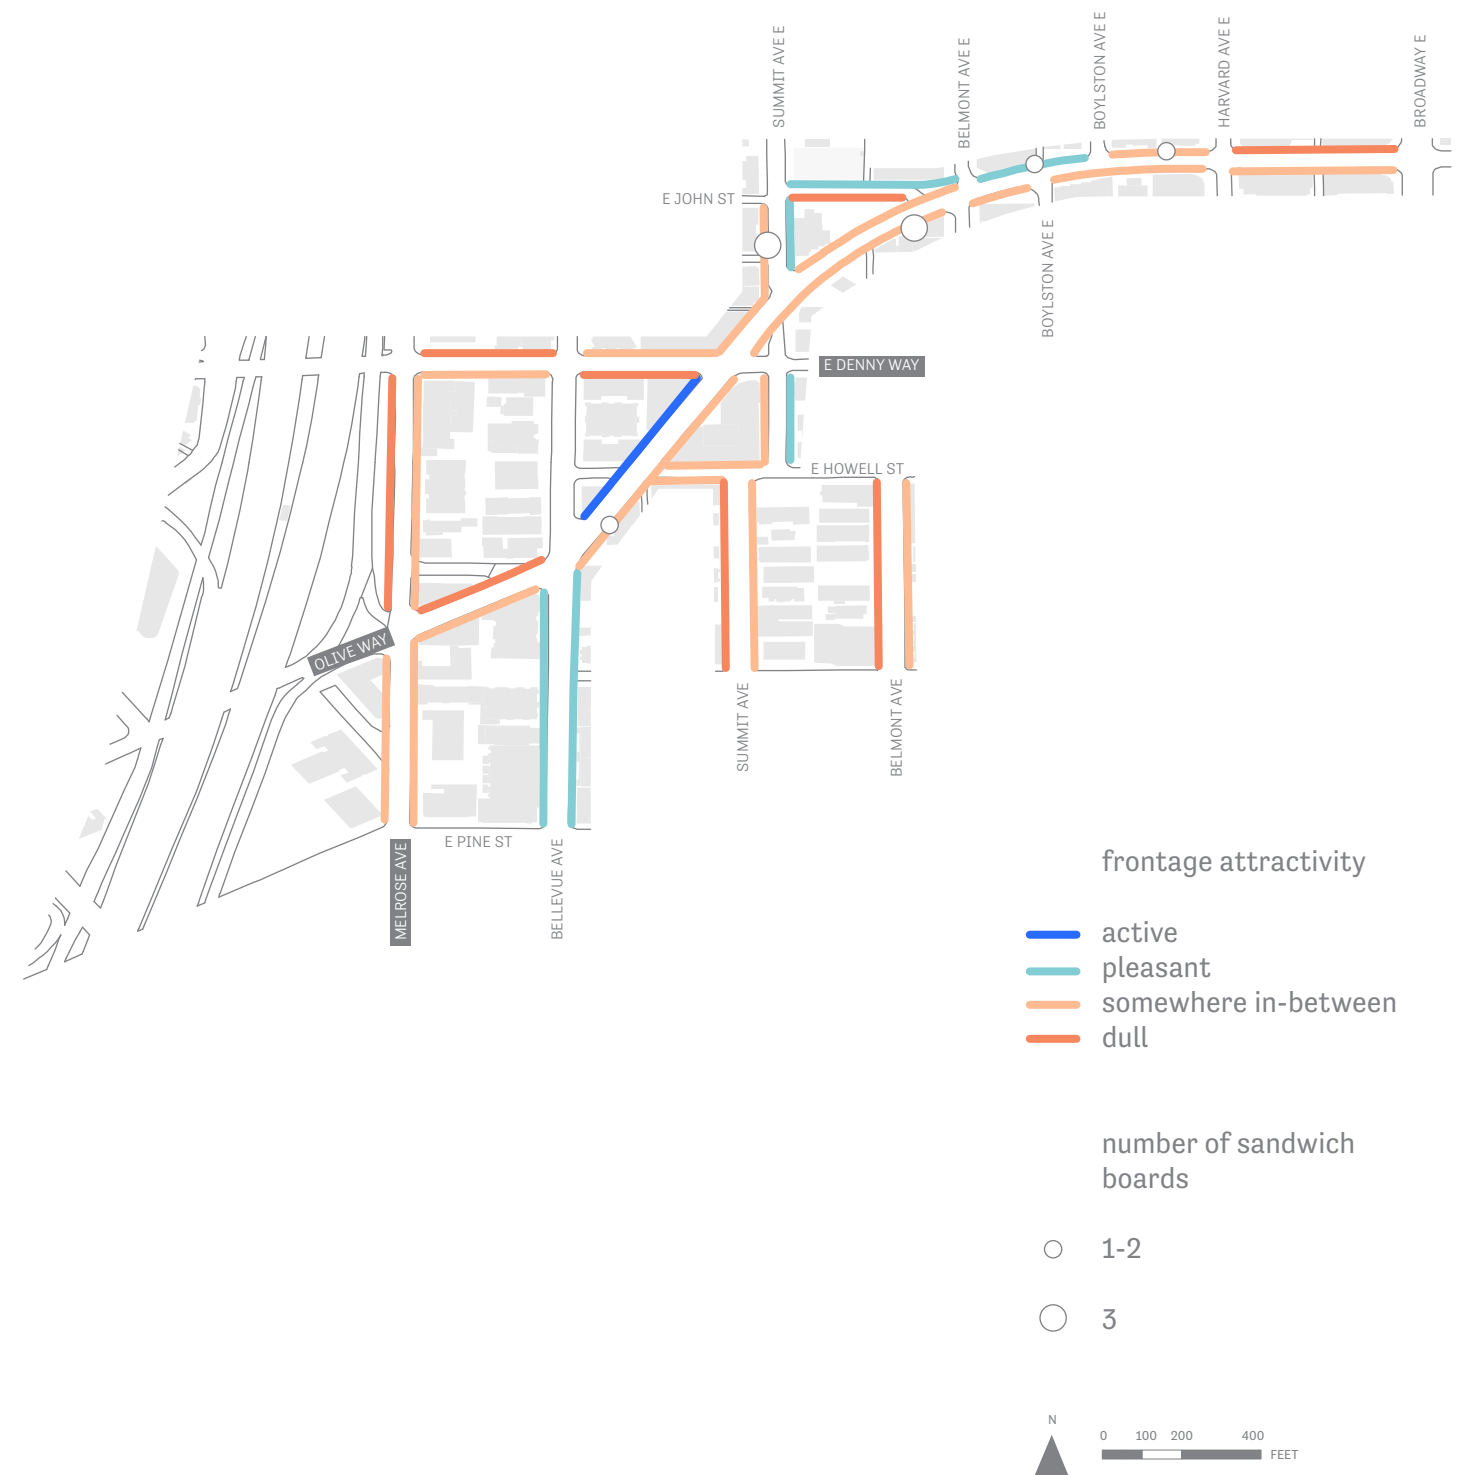 SUMMIT AVE E
BELMONT AVE E
BOYLSTON AVE E
HARVARD AVE E
BROADWAY E
E JOHN ST
BOYLSTON AVE E
E DENNY WAY
E HOWELL ST
OLIVE WAY
SUMMIT AVE
BELMONT AVE
E PINE ST
MELROSE AVE
BELLEVUE AVE
frontage attractivity
active
pleasant
somewhere in-between
dull
number of sandwich
boards
1-2
3
N
0 100 200 400
FEET